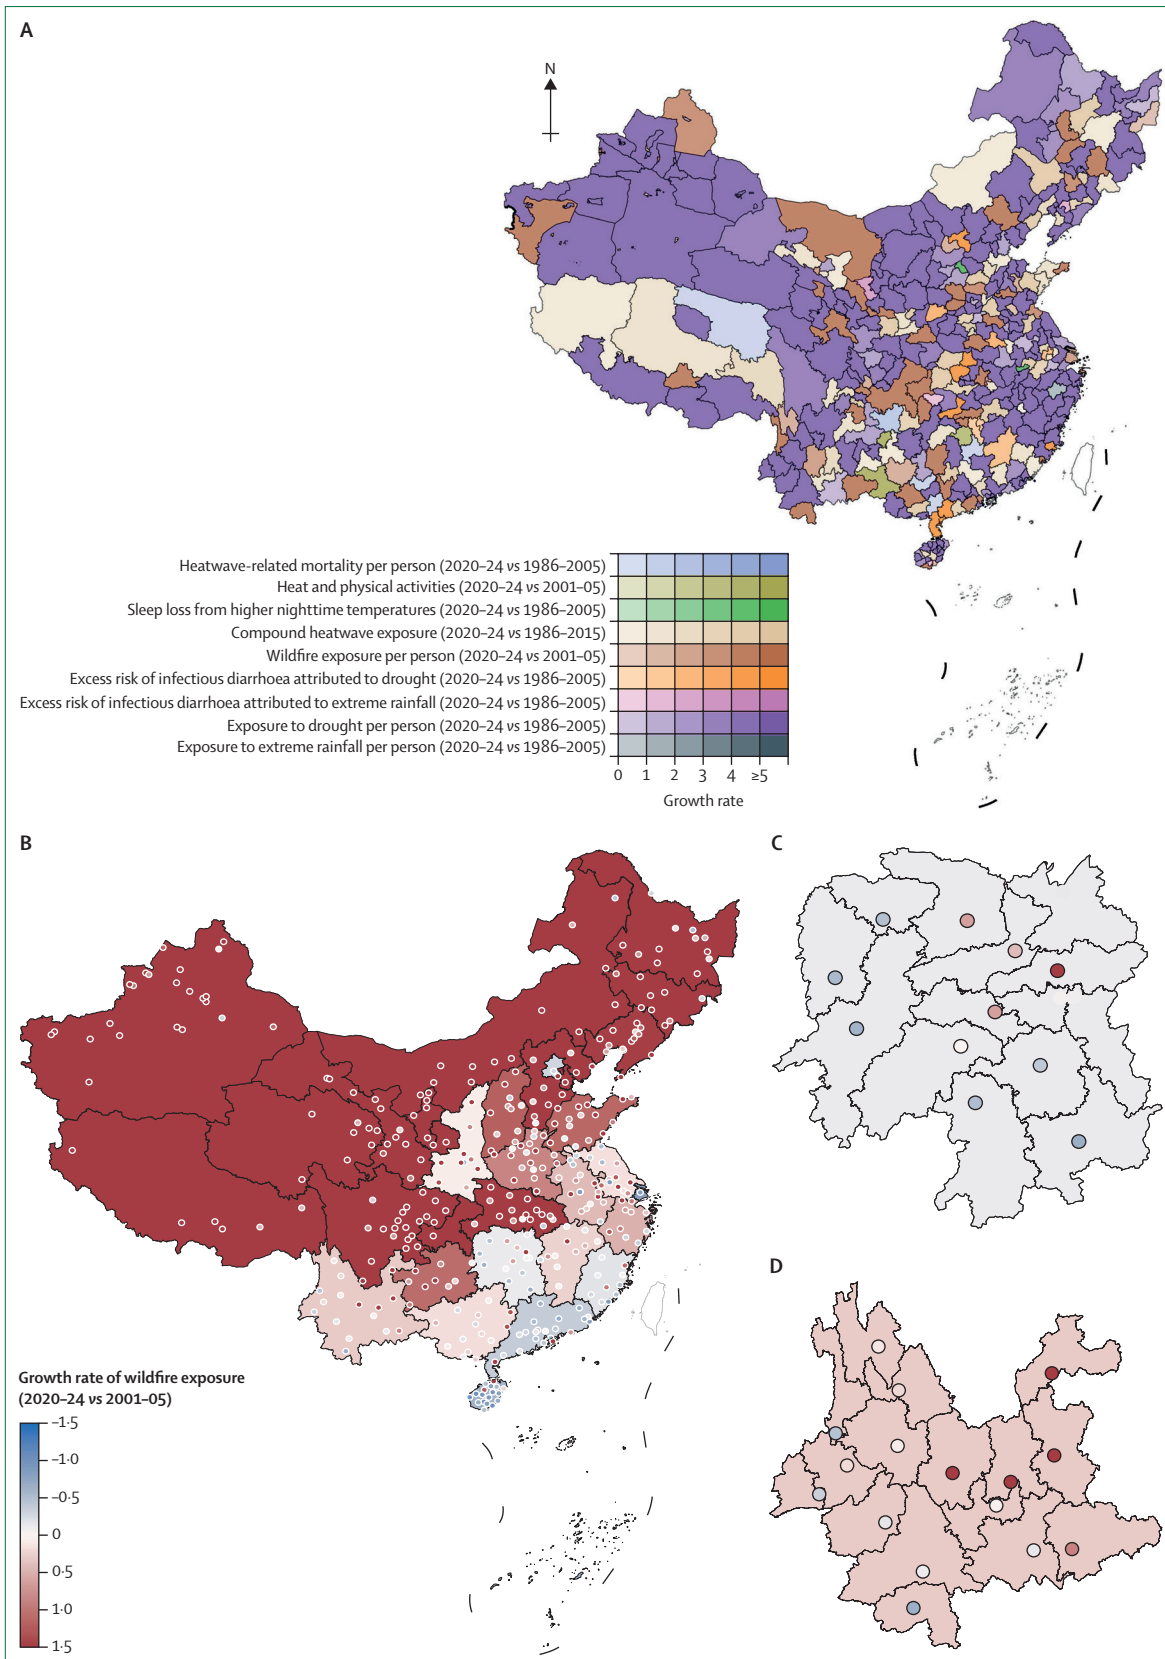 A
N
Heatwave-related mortality per person (2020–24 vs 1986–2005)
Heat and physical activities (2020–24 vs 2001–05)
Sleep loss from higher nighttime temperatures (2020–24 vs 1986–2005)
Compound heatwave exposure (2020–24 vs 1986–2015)
Wildfire exposure per person (2020–24 vs 2001–05)
Excess risk of infectious diarrhoea attributed to drought (2020–24 vs 1986–2005)
Excess risk of infectious diarrhoea attributed to extreme rainfall (2020–24 vs 1986–2005)
Exposure to drought per person (2020–24 vs 1986–2005)
Exposure to extreme rainfall per person (2020–24 vs 1986–2005)
0 1 2 3 4 ≥5
Growth rate
B
C
D
Growth rate of wildfire exposure
(2020–24 vs 2001–05)
–1·5
–1·0
–0·5
0
0·5
1·0
1·5